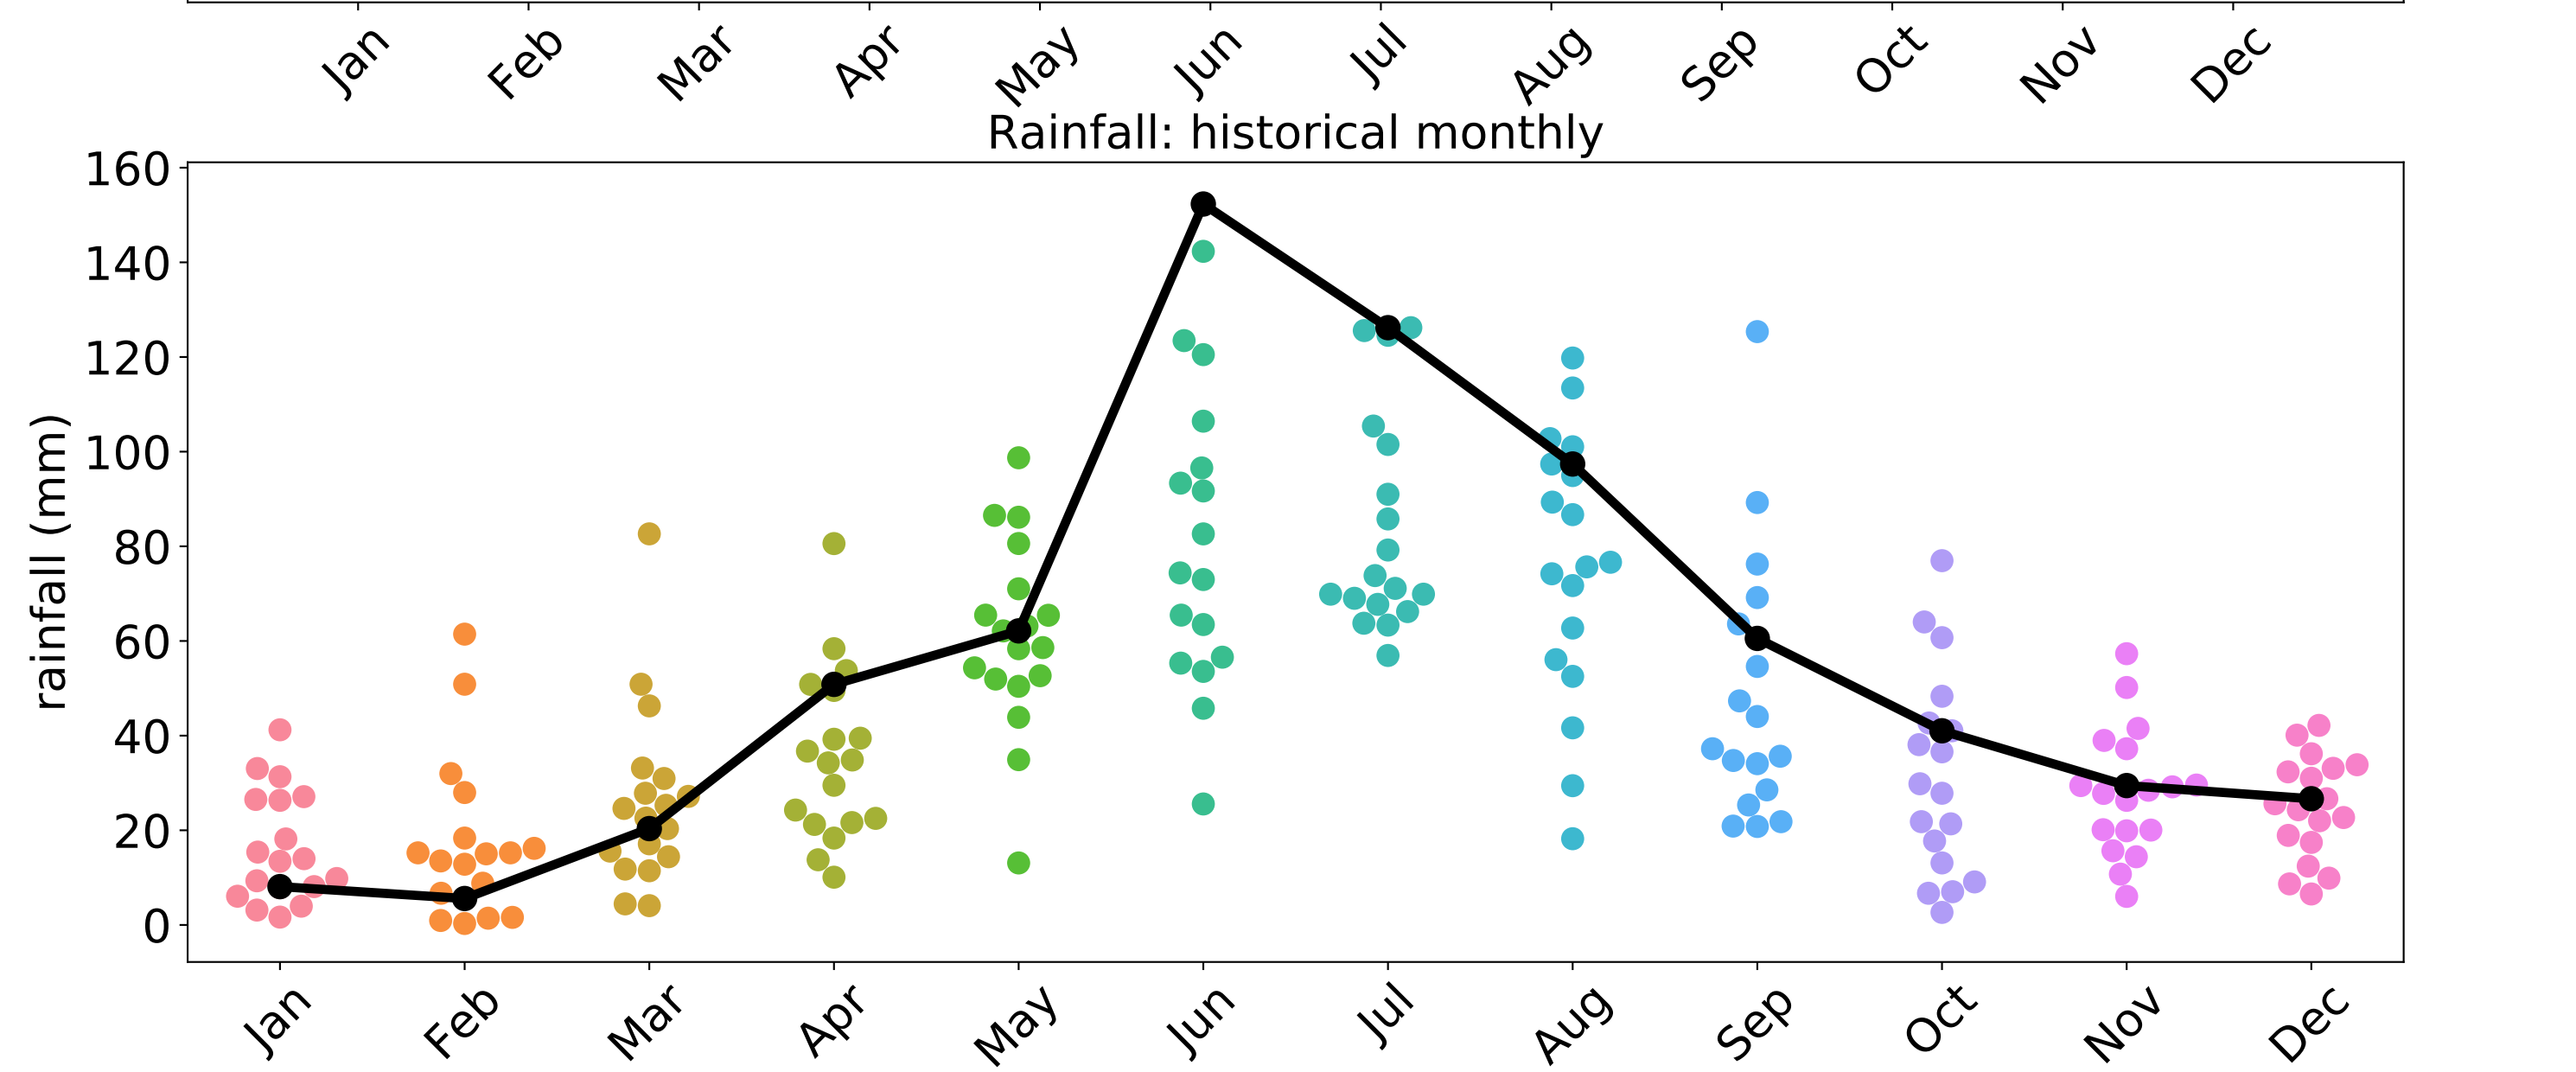 Jan Feb Mar Apr May Jun Jul Aug Sep Oct Nov Dec
Rainfall: historical monthly
160
140
120
100
80
60
40
20
0
rainfall (mm)
Jan Feb Mar Apr May Jun Jul Aug Sep Oct Nov Dec